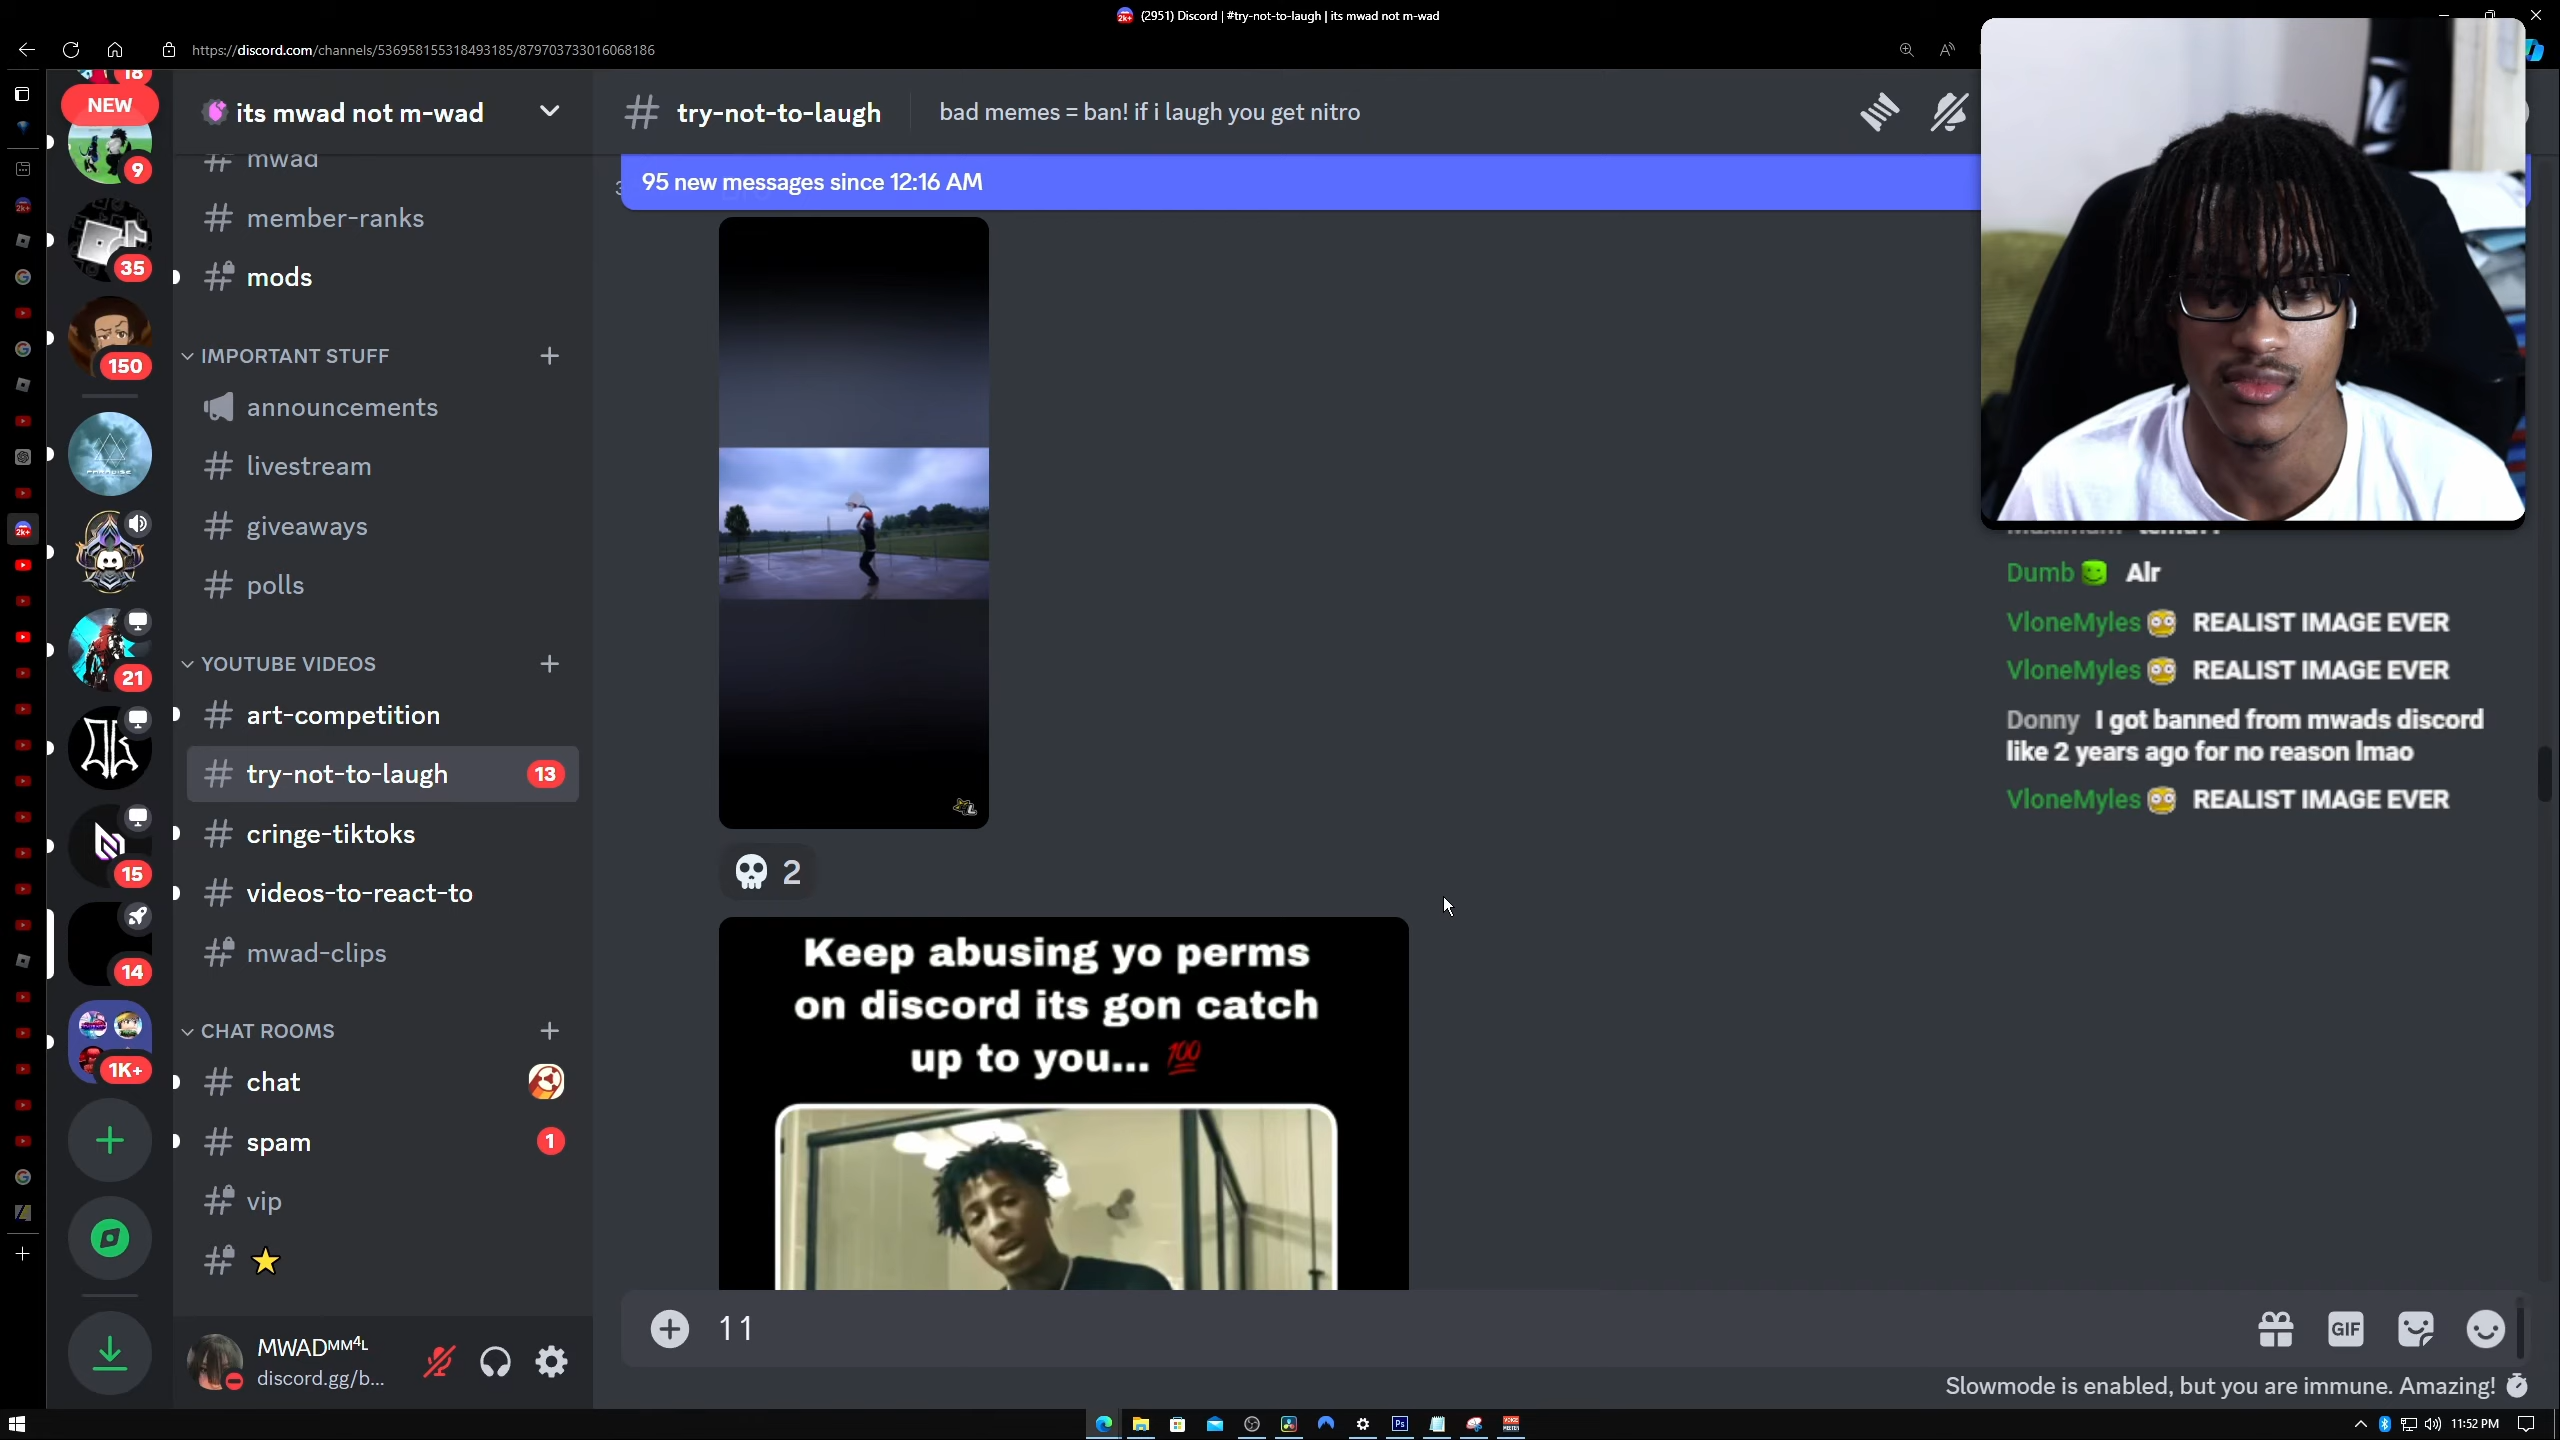 (2951) Discord | #try-not-to-laugh | its mwad not m-wad
https://discord.com/channels/536958155318493185/879703733016068186
18
NEW
9
35
150
21
15
14
1K+
its mwad not m-wad
mwad
member-ranks
mods
IMPORTANT STUFF
announcements
livestream
giveaways
polls
YOUTUBE VIDEOS
art-competition
try-not-to-laugh 13
cringe-tiktoks
videos-to-react-to
mwad-clips
CHAT ROOMS
chat
spam 1
vip
MWADMM4L
discord.gg/b...
# try-not-to-laugh bad memes = ban! if i laugh you get nitro
95 new messages since 12:16 AM
💀 2
Keep abusing yo perms
on discord its gon catch
up to you... 💯
11
GIF
Slowmode is enabled, but you are immune. Amazing!
Dumb Alr
VloneMyles REALIST IMAGE EVER
VloneMyles REALIST IMAGE EVER
Donny I got banned from mwads discord
like 2 years ago for no reason lmao
VloneMyles REALIST IMAGE EVER
Ps
11:52 PM